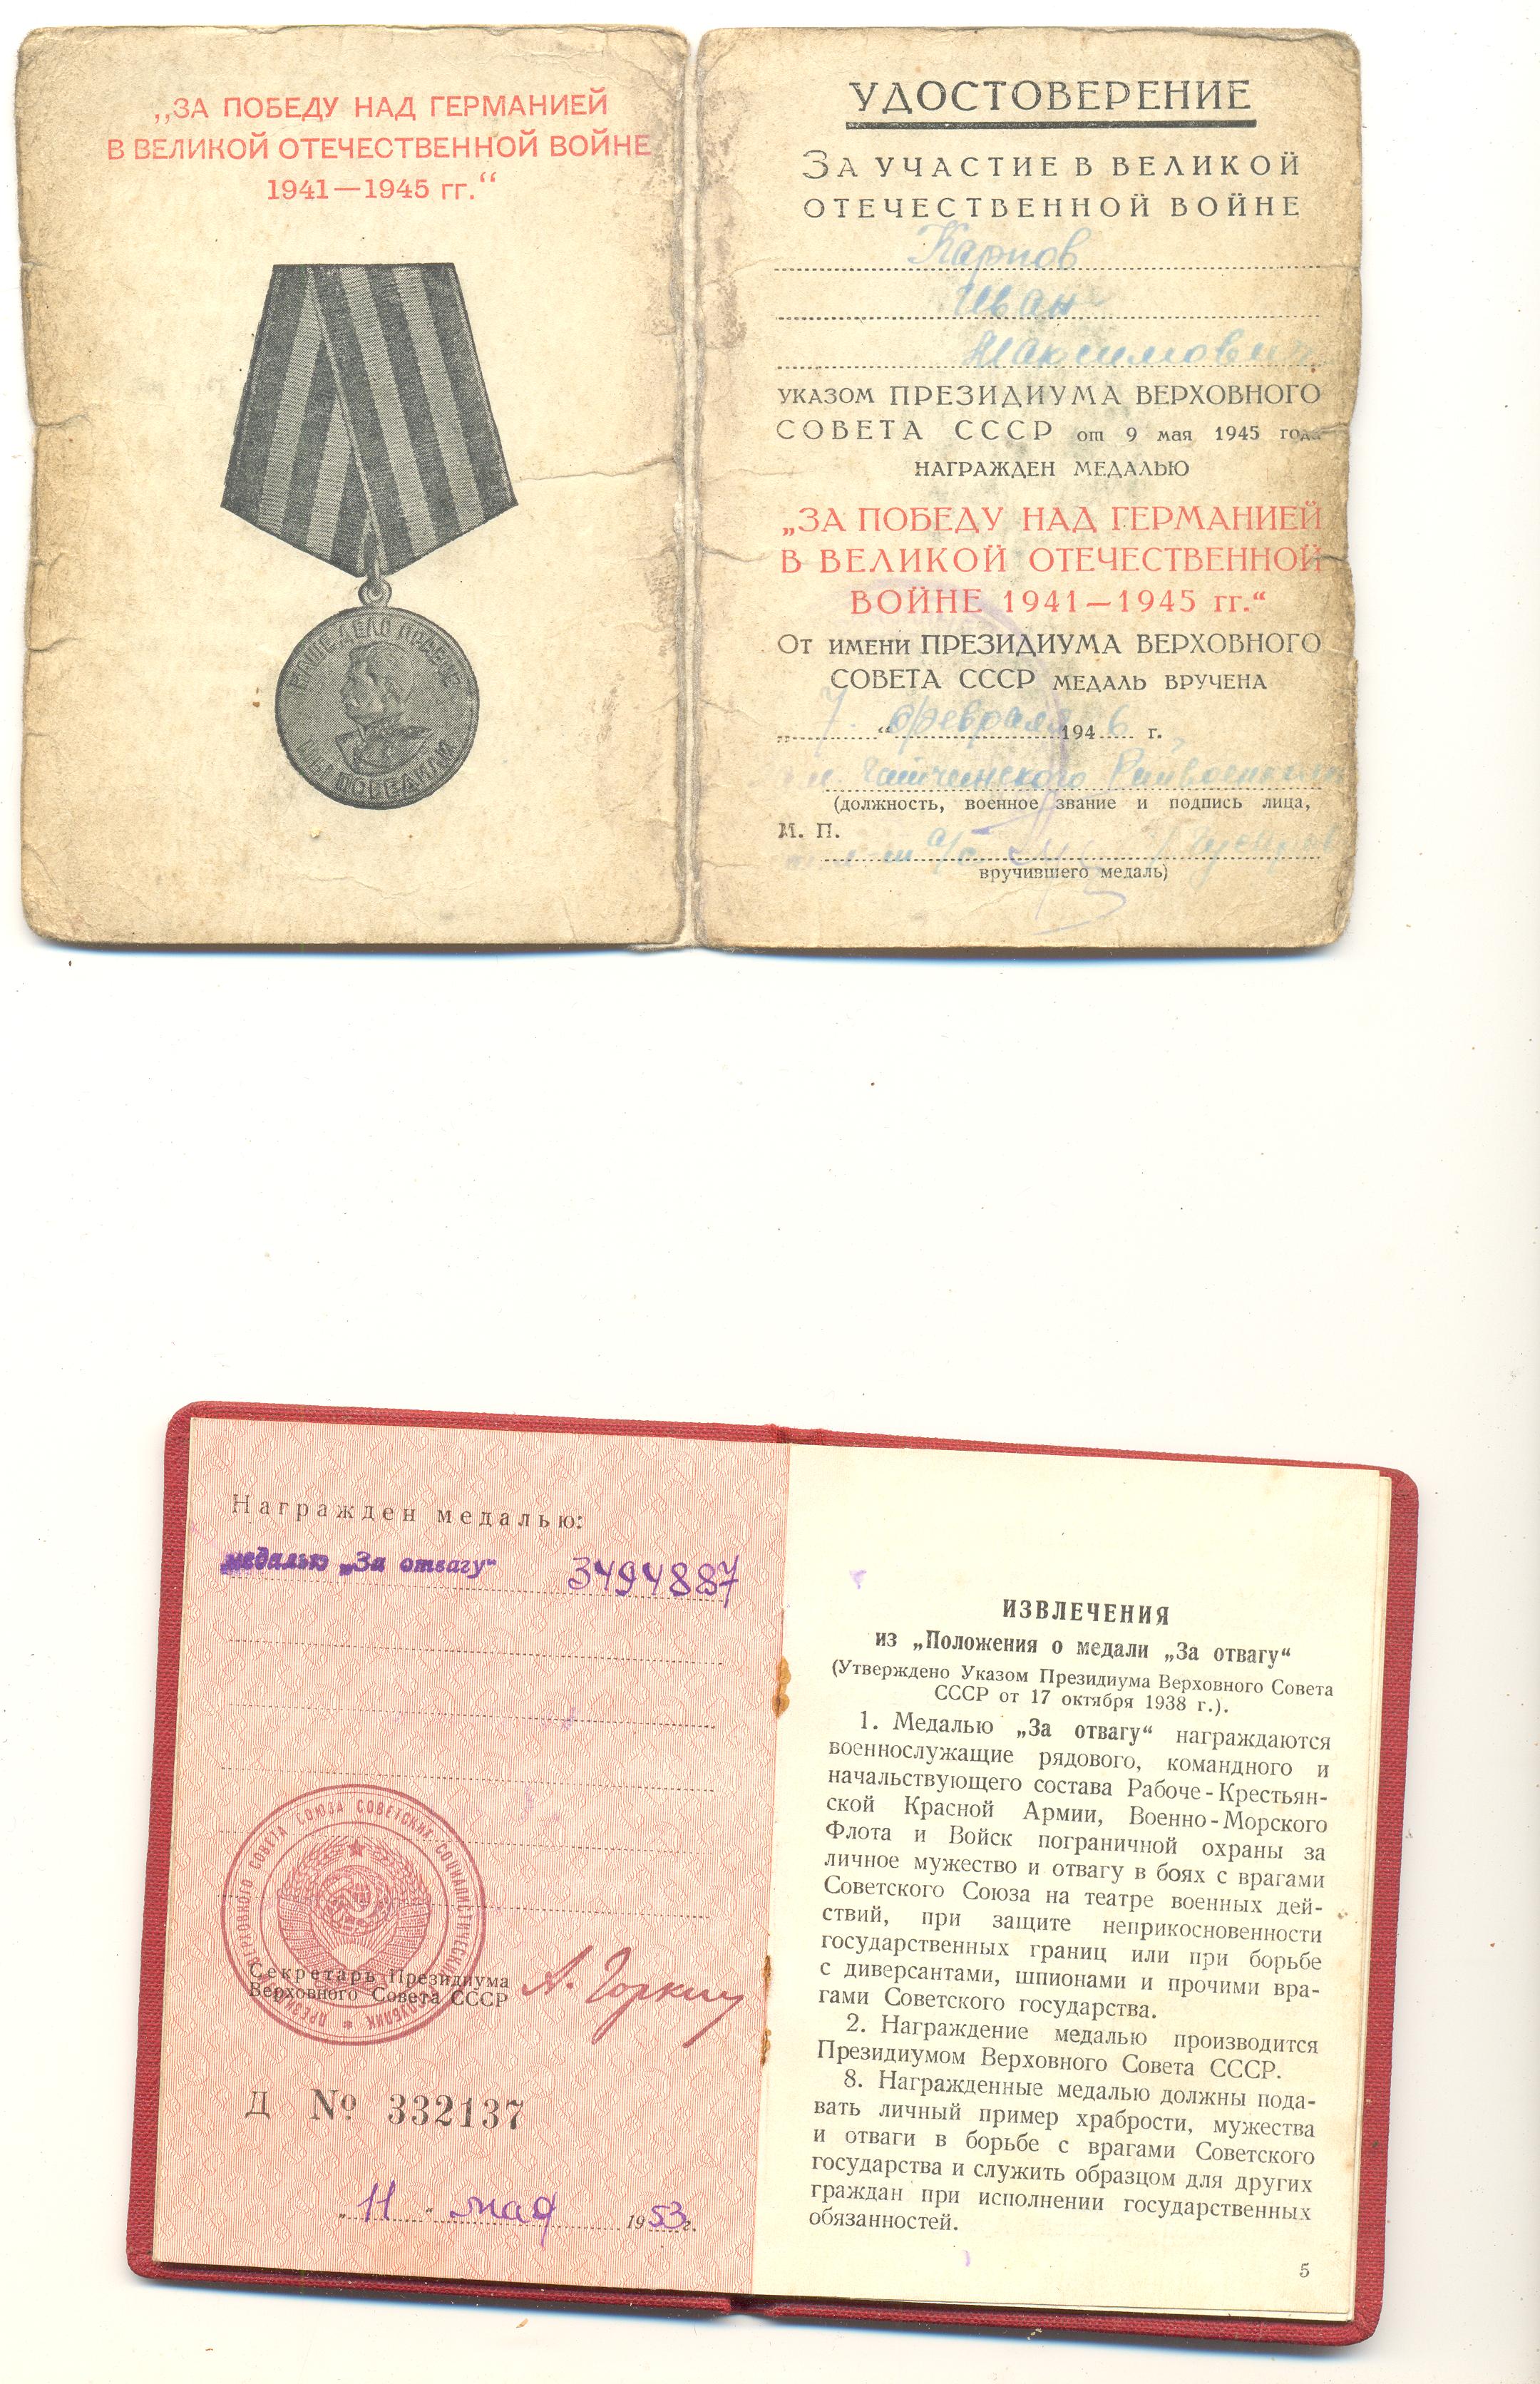 „ЗА ПОБЕДУ НАД ГЕРМАНИЕЙ
В ВЕЛИКОЙ ОТЕЧЕСТВЕННОЙ ВОЙНЕ
1941—1945 гг.“
НАШЕ ДЕЛО ПРАВОЕ
МЫ ПОБЕДИЛИ
УДОСТОВЕРЕНИЕ
ЗА УЧАСТИЕ В ВЕЛИКОЙ
ОТЕЧЕСТВЕННОЙ ВОЙНЕ
Карпов
Иван
Максимович
УКАЗОМ ПРЕЗИДИУМА ВЕРХОВНОГО
СОВЕТА СССР от 9 мая 1945 года
НАГРАЖДЕН МЕДАЛЬЮ
„ЗА ПОБЕДУ НАД ГЕРМАНИЕЙ
В ВЕЛИКОЙ ОТЕЧЕСТВЕННОЙ
ВОЙНЕ 1941—1945 гг.“
ОТ ИМЕНИ ПРЕЗИДИУМА ВЕРХОВНОГО
СОВЕТА СССР МЕДАЛЬ ВРУЧЕНА
„7“ февраля 1946 г.
Гатчинского Райвоенкомат
(должность, военное звание и подпись лица,
М. П.
а/с
вручившего медаль)
Награжден медалью:
медалью „За отвагу“ 3494887
ПРЕЗИДИУМ ВЕРХОВНОГО СОВЕТА СОЮЗА СОВЕТСКИХ СОЦИАЛИСТИЧЕСКИХ РЕСПУБЛИК *
Секретарь Президиума
Верховного Совета СССР
А. Горкин
Д № 332137
„11“ мая 1953 г.
ИЗВЛЕЧЕНИЯ
из „Положения о медали „За отвагу“
(Утверждено Указом Президиума Верховного Совета
СССР от 17 октября 1938 г.).
1. Медалью „За отвагу“ награждаются
военнослужащие рядового, командного и
начальствующего состава Рабоче-Крестьян-
ской Красной Армии, Военно-Морского
Флота и Войск пограничной охраны за
личное мужество и отвагу в боях с врагами
Советского Союза на театре военных дей-
ствий, при защите неприкосновенности
государственных границ или при борьбе
с диверсантами, шпионами и прочими вра-
гами Советского государства.
2. Награждение медалью производится
Президиумом Верховного Совета СССР.
8. Награжденные медалью должны пода-
вать личный пример храбрости, мужества
и отваги в борьбе с врагами Советского
государства и служить образцом для других
граждан при исполнении государственных
обязанностей.
5